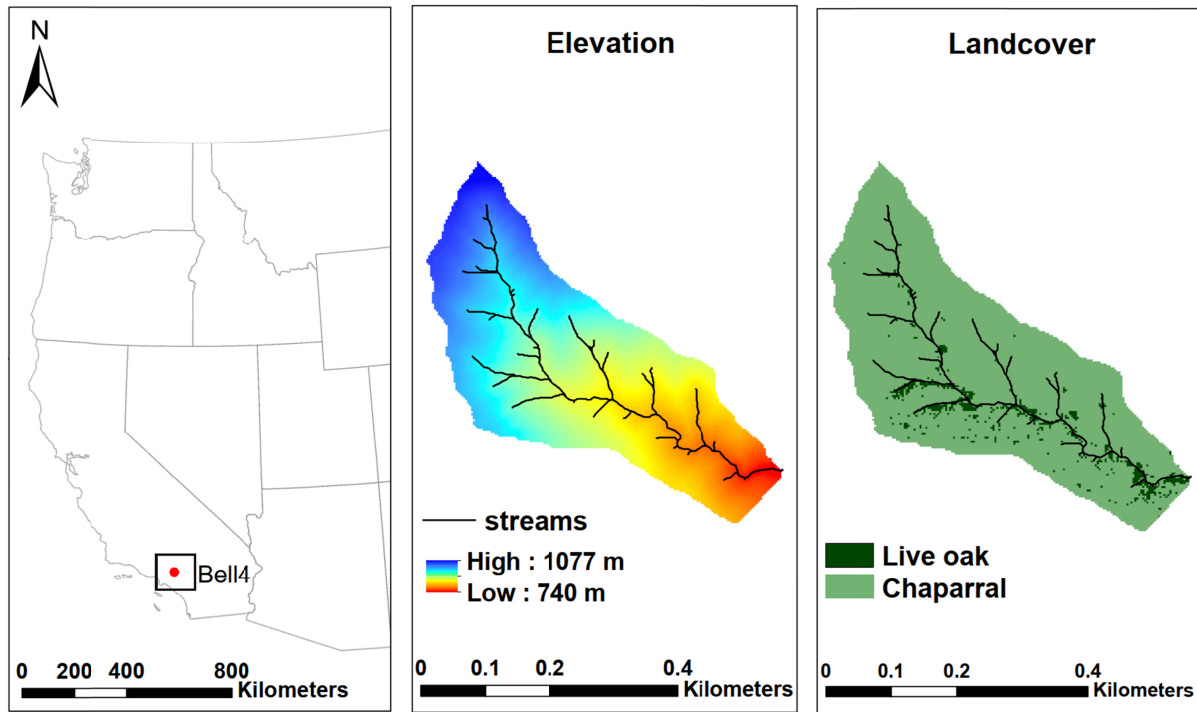 N
Bell4
0 200 400 800
Kilometers
Elevation
streams
High : 1077 m
Low : 740 m
0 0.1 0.2 0.4
Kilometers
Landcover
Live oak
Chaparral
0 0.1 0.2 0.4
Kilometers